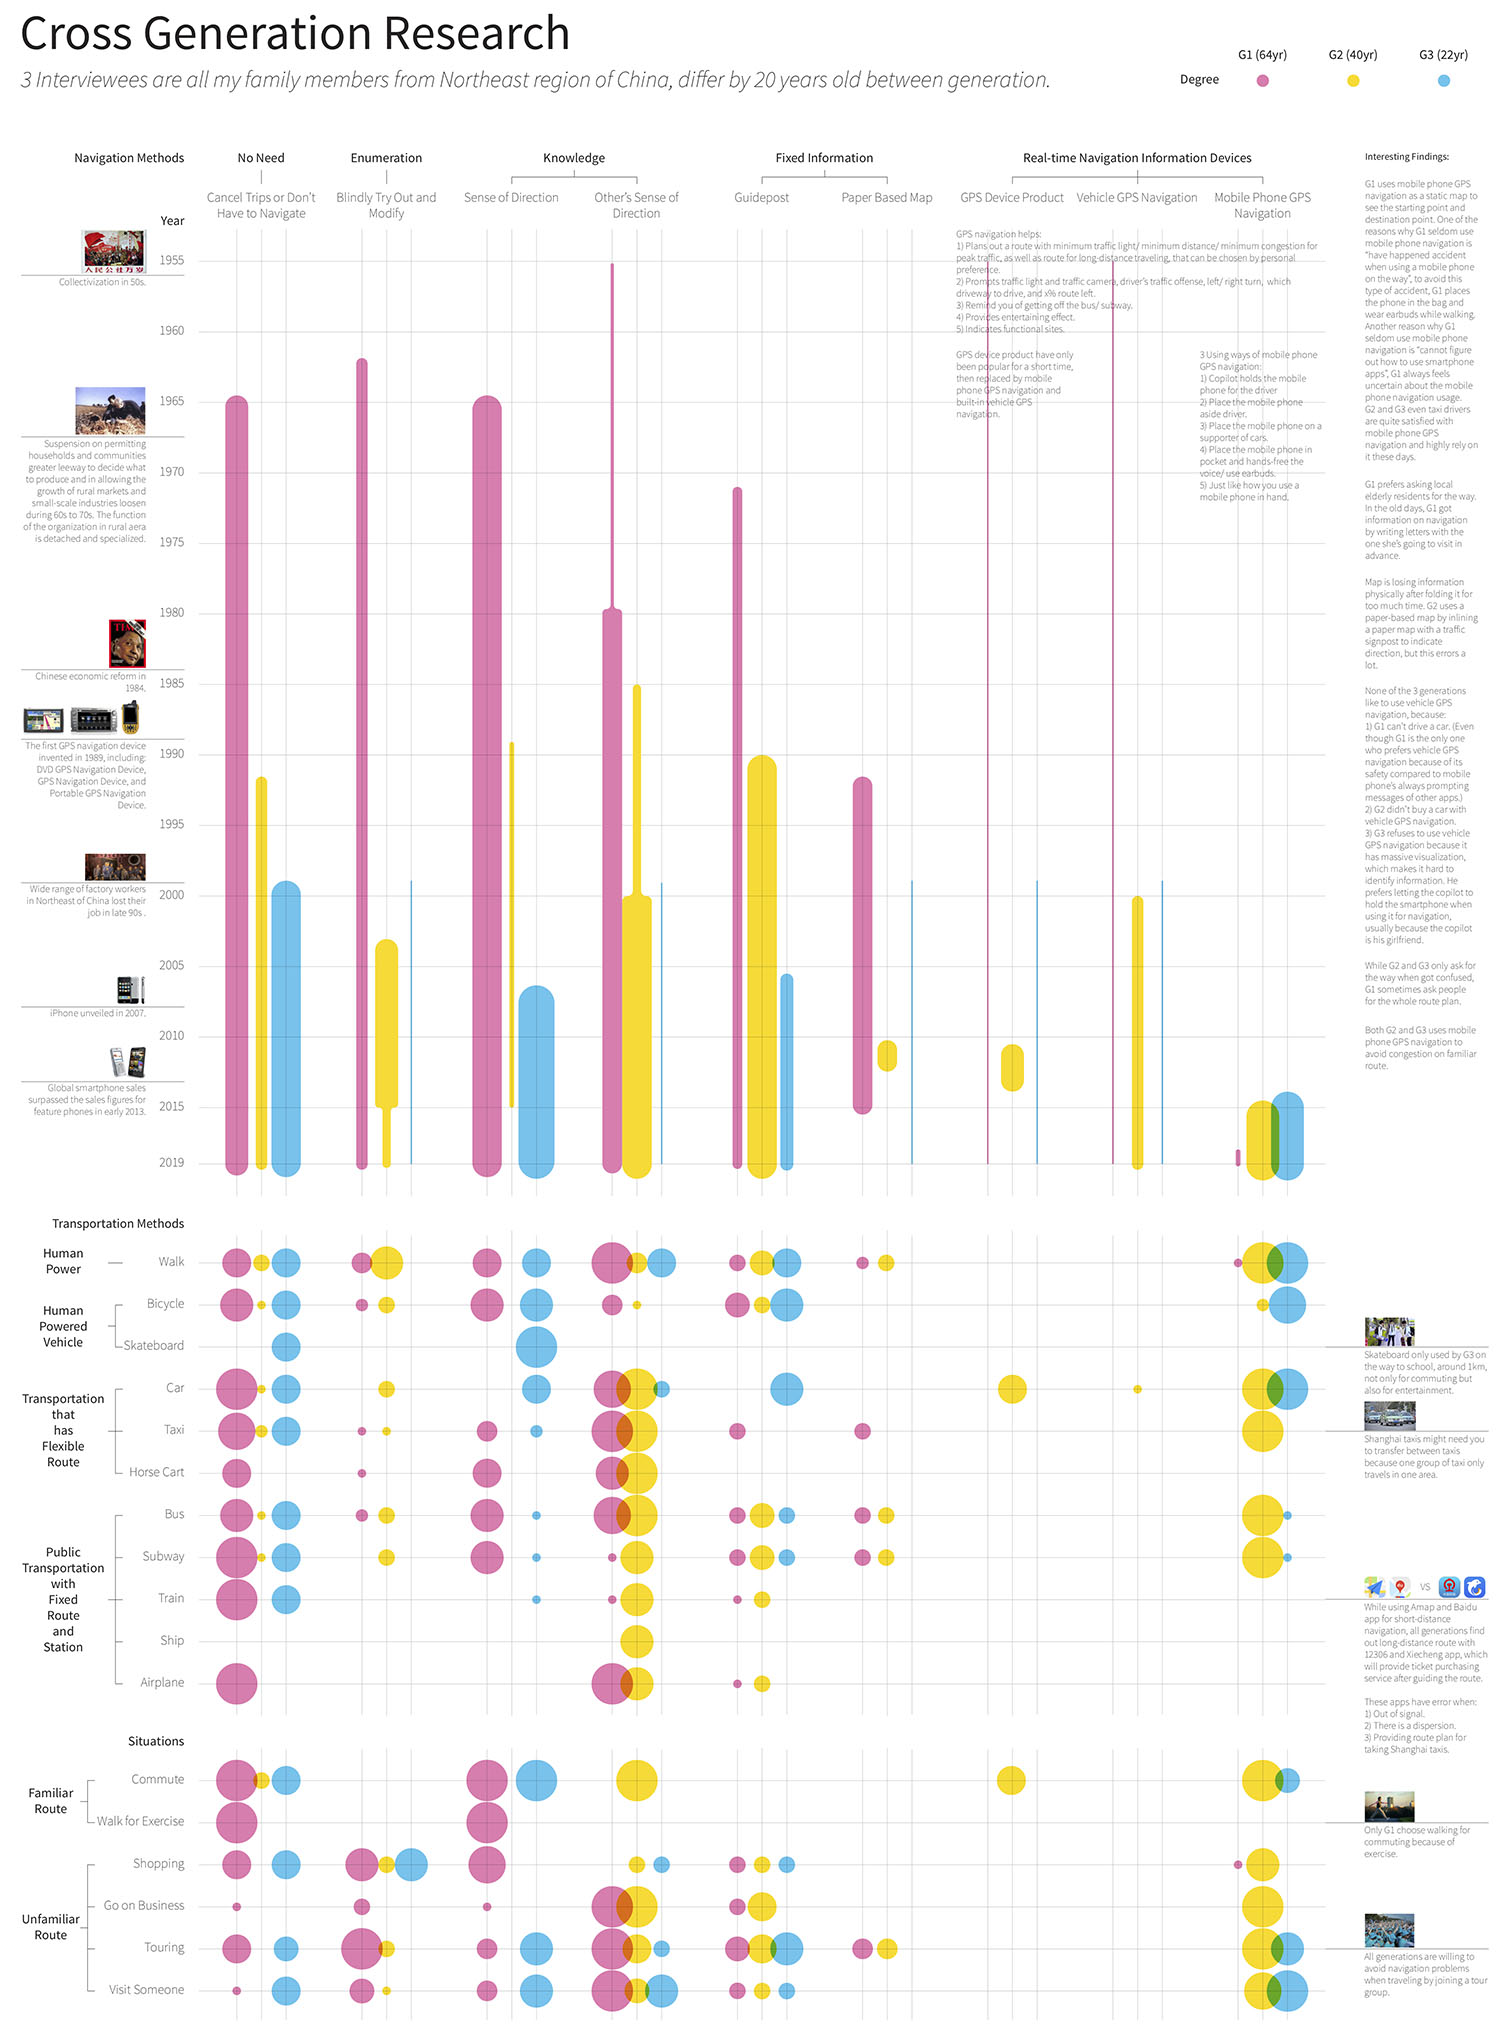 Cross Generation Research
3 Interviewees are all my family members from Northeast region of China, differ by 20 years old between generation.
G1 (64yr)
G2 (40yr)
G3 (22yr)
Degree
Navigation Methods
No Need
Enumeration
Knowledge
Fixed Information
Real-time Navigation Information Devices
Cancel Trips or Don't
Have to Navigate
Blindly Try Out and
Modify
Sense of Direction
Other's Sense of
Direction
Guidepost
Paper Based Map
GPS Device Product
Vehicle GPS Navigation
Mobile Phone GPS
Navigation
Year
1955
1960
1965
1970
1975
1980
1985
1990
1995
2000
2005
2010
2015
2019
人民公社万岁
Collectivization in 50s.
Suspension on permitting
households and communities
greater leeway to decide what
to produce and in allowing the
growth of rural markets and
small-scale industries loosen
during 60s to 70s. The function
of the organization in rural aera
is detached and specialized.
TIME
Chinese economic reform in
1984.
The first GPS navigation device
invented in 1989, including:
DVD GPS Navigation Device,
GPS Navigation Device, and
Portable GPS Navigation
Device.
Wide range of factory workers
in Northeast of China lost their
job in late 90s .
iPhone unveiled in 2007.
Global smartphone sales
surpassed the sales figures for
feature phones in early 2013.
GPS navigation helps:
1) Plans out a route with minimum traffic light/ minimum distance/ minimum congestion for
peak traffic, as well as route for long-distance traveling, that can be chosen by personal
preference.
2) Prompts traffic light and traffic camera, driver's traffic offense, left/ right turn, which
driveway to drive, and x% route left.
3) Remind you of getting off the bus/ subway.
4) Provides entertaining effect.
5) Indicates functional sites.
GPS device product have only
been popular for a short time,
then replaced by mobile
phone GPS navigation and
built-in vehicle GPS
navigation.
3 Using ways of mobile phone
GPS navigation:
1) Copilot holds the mobile
phone for the driver
2) Place the mobile phone
aside driver.
3) Place the mobile phone on a
supporter of cars.
4) Place the mobile phone in
pocket and hands-free the
voice/ use earbuds.
5) Just like how you use a
mobile phone in hand.
Interesting Findings:
G1 uses mobile phone GPS
navigation as a static map to
see the starting point and
destination point. One of the
reasons why G1 seldom use
mobile phone navigation is
"have happened accident
when using a mobile phone
on the way", to avoid this
type of accident, G1 places
the phone in the bag and
wear earbuds while walking.
Another reason why G1
seldom use mobile phone
navigation is "cannot figure
out how to use smartphone
apps", G1 always feels
uncertain about the mobile
phone navigation usage.
G2 and G3 even taxi drivers
are quite satisfied with
mobile phone GPS
navigation and highly rely on
it these days.
G1 prefers asking local
elderly residents for the way.
In the old days, G1 got
information on navigation
by writing letters with the
one she's going to visit in
advance.
Map is losing information
physically after folding it for
too much time. G2 uses a
paper-based map by inlining
a paper map with a traffic
signpost to indicate
direction, but this errors a
lot.
None of the 3 generations
like to use vehicle GPS
navigation, because:
1) G1 can't drive a car. (Even
though G1 is the only one
who prefers vehicle GPS
navigation because of its
safety compared to mobile
phone's always prompting
messages of other apps.)
2) G2 didn't buy a car with
vehicle GPS navigation.
3) G3 refuses to use vehicle
GPS navigation because it
has massive visualization,
which makes it hard to
identify information. He
prefers letting the copilot to
hold the smartphone when
using it for navigation,
usually because the copilot
is his girlfriend.
While G2 and G3 only ask for
the way when got confused,
G1 sometimes ask people
for the whole route plan.
Both G2 and G3 uses mobile
phone GPS navigation to
avoid congestion on familiar
route.
Transportation Methods
Human
Power
Walk
Human
Powered
Vehicle
Bicycle
Skateboard
Transportation
that
has
Flexible
Route
Car
Taxi
Horse Cart
Public
Transportation
with
Fixed
Route
and
Station
Bus
Subway
Train
Ship
Airplane
Skateboard only used by G3 on
the way to school, around 1km,
not only for commuting but
also for entertainment.
Shanghai taxis might need you
to transfer between taxis
because one group of taxi only
travels in one area.
VS
While using Amap and Baidu
app for short-distance
navigation, all generations find
out long-distance route with
12306 and Xiecheng app, which
will provide ticket purchasing
service after guiding the route.
These apps have error when:
1) Out of signal.
2) There is a dispersion.
3) Providing route plan for
taking Shanghai taxis.
Situations
Familiar
Route
Commute
Walk for Exercise
Unfamiliar
Route
Shopping
Go on Business
Touring
Visit Someone
Only G1 choose walking for
commuting because of
exercise.
All generations are willing to
avoid navigation problems
when traveling by joining a tour
group.